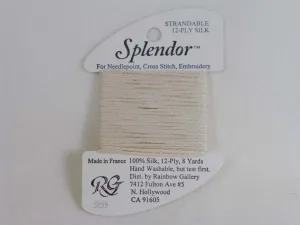 STRANDABLE
12-PLY SILK
Splendor™
For Needlepoint, Cross Stitch, Embroidery
Made in France
100% Silk, 12-Ply, 8 Yards
Hand Washable, but test first.
Dist. by Rainbow Gallery
7412 Fulton Ave #5
N. Hollywood
CA 91605
RG